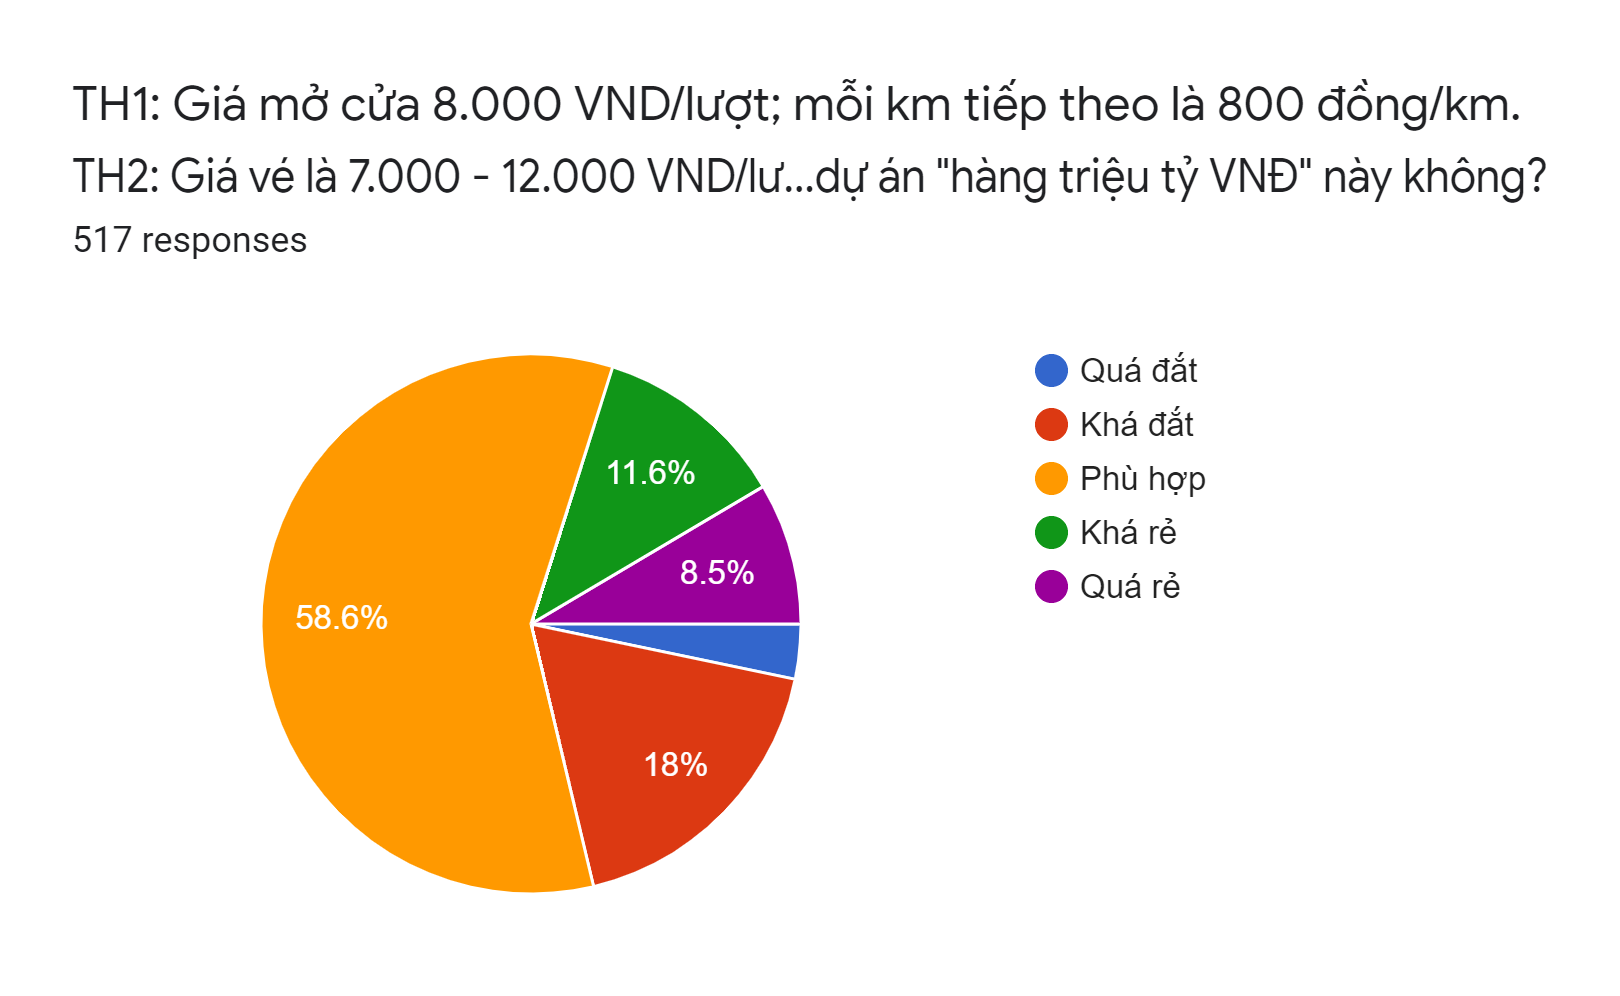 TH1: Giá mở cửa 8.000 VND/lượt; mỗi km tiếp theo là 800 đồng/km.
TH2: Giá vé là 7.000 - 12.000 VND/lư...dự án "hàng triệu tỷ VNĐ" này không?
517 responses
Quá đắt
Khá đắt
Phù hợp
Khá rẻ
Quá rẻ
11.6%
8.5%
58.6%
18%